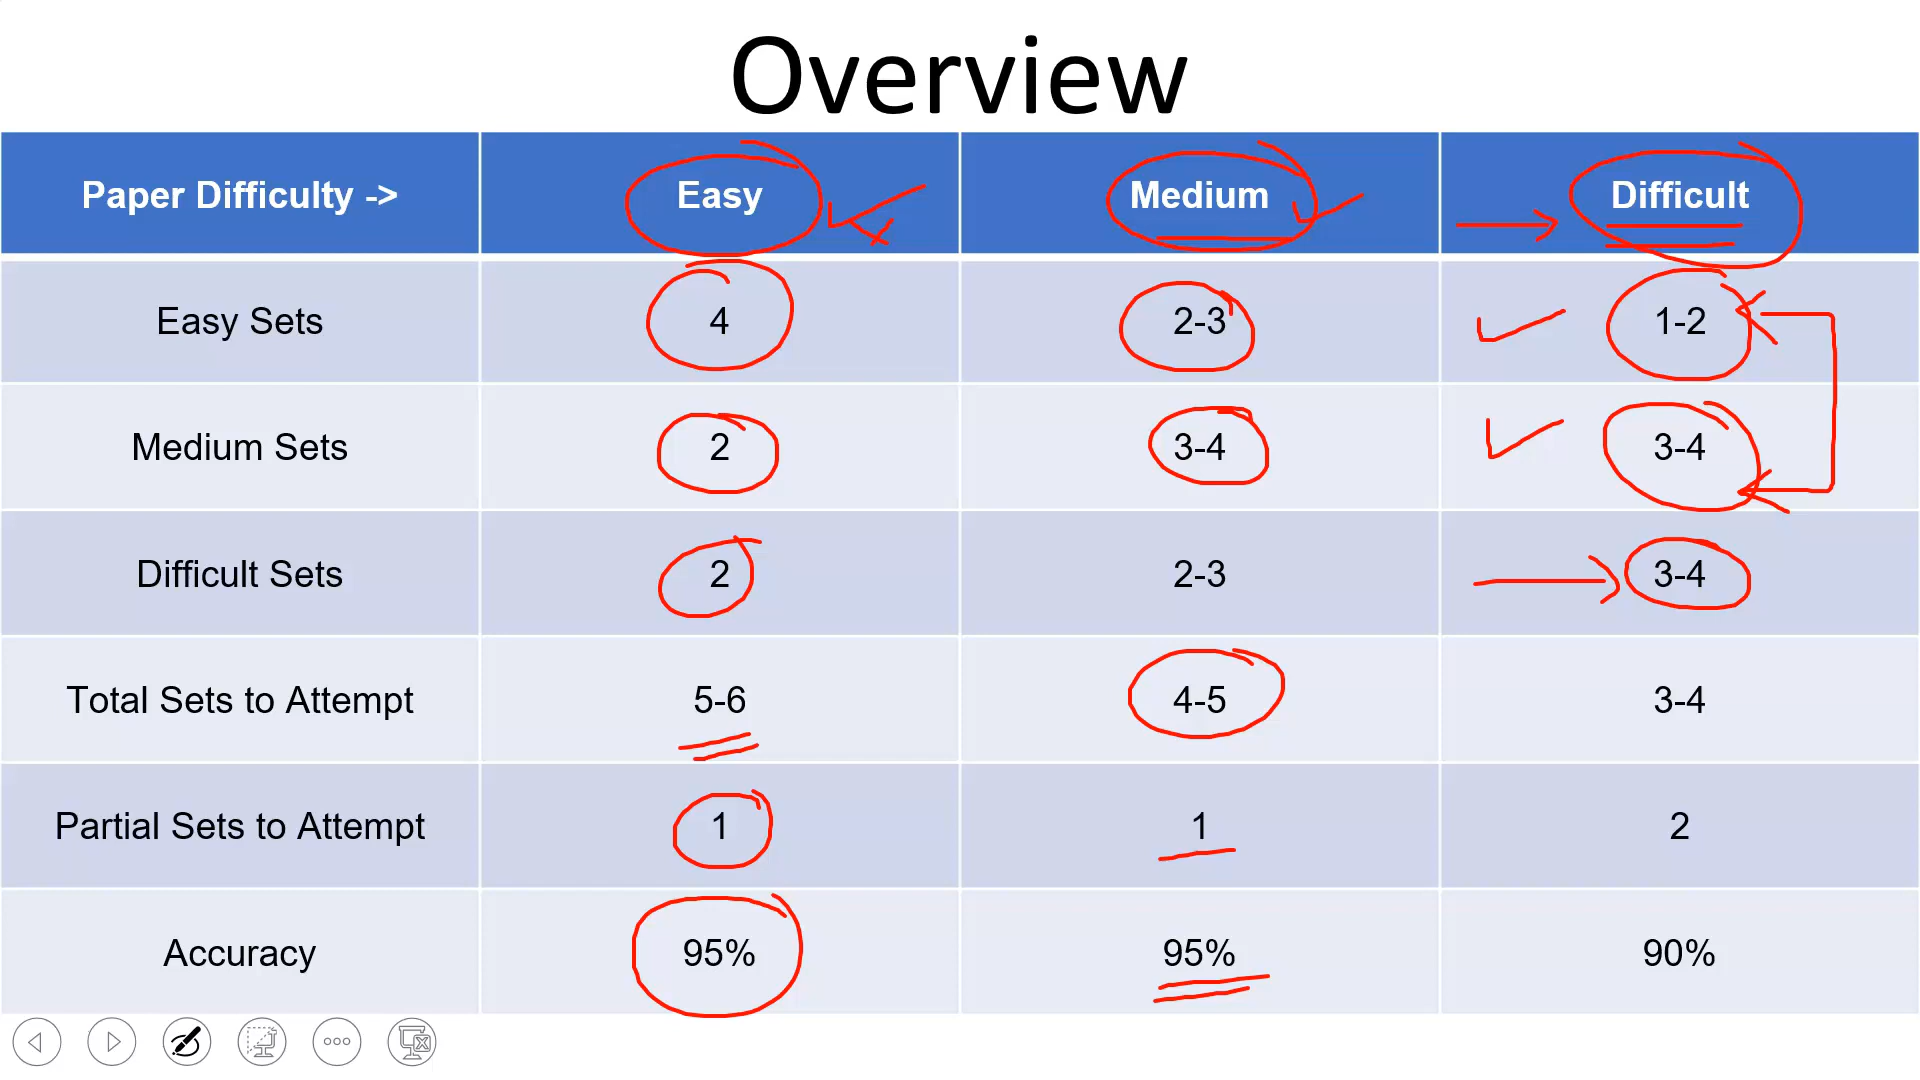 Overview
Paper Difficulty -> Easy Medium Difficult
Easy Sets 4 2-3 1-2
Medium Sets 2 3-4 3-4
Difficult Sets 2 2-3 3-4
Total Sets to Attempt 5-6 4-5 3-4
Partial Sets to Attempt 1 1 2
Accuracy 95% 95% 90%